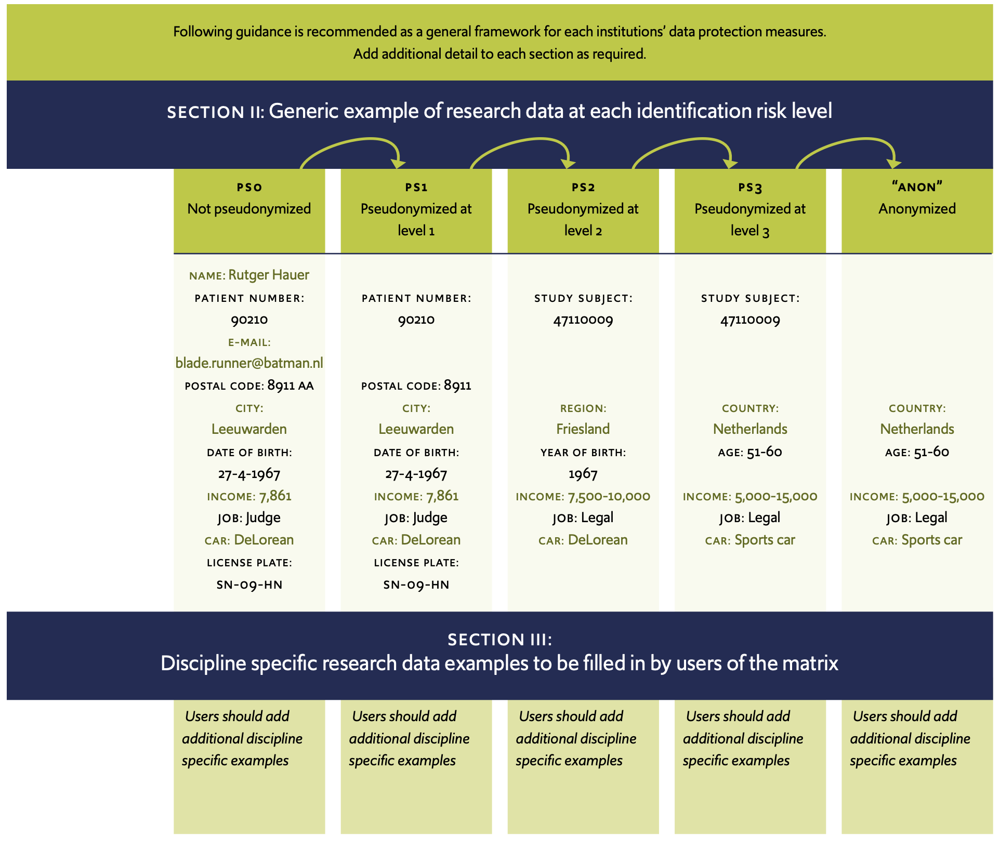 Following guidance is recommended as a general framework for each institutions’ data protection measures.
Add additional detail to each section as required.
SECTION II: Generic example of research data at each identification risk level
PS0
Not pseudonymized
PS1
Pseudonymized at
level 1
PS2
Pseudonymized at
level 2
PS3
Pseudonymized at
level 3
“ANON”
Anonymized
NAME: Rutger Hauer
PATIENT NUMBER:
90210
E-MAIL:
blade.runner@batman.nl
POSTAL CODE: 8911 AA
CITY:
Leeuwarden
DATE OF BIRTH:
27-4-1967
INCOME: 7,861
JOB: Judge
CAR: DeLorean
LICENSE PLATE:
SN-09-HN
PATIENT NUMBER:
90210
POSTAL CODE: 8911
CITY:
Leeuwarden
DATE OF BIRTH:
27-4-1967
INCOME: 7,861
JOB: Judge
CAR: DeLorean
LICENSE PLATE:
SN-09-HN
STUDY SUBJECT:
47110009
REGION:
Friesland
YEAR OF BIRTH:
1967
INCOME: 7,500-10,000
JOB: Legal
CAR: DeLorean
STUDY SUBJECT:
47110009
COUNTRY:
Netherlands
AGE: 51-60
INCOME: 5,000-15,000
JOB: Legal
CAR: Sports car
COUNTRY:
Netherlands
AGE: 51-60
INCOME: 5,000-15,000
JOB: Legal
CAR: Sports car
SECTION III:
Discipline specific research data examples to be filled in by users of the matrix
Users should add
additional discipline
specific examples
Users should add
additional discipline
specific examples
Users should add
additional discipline
specific examples
Users should add
additional discipline
specific examples
Users should add
additional discipline
specific examples